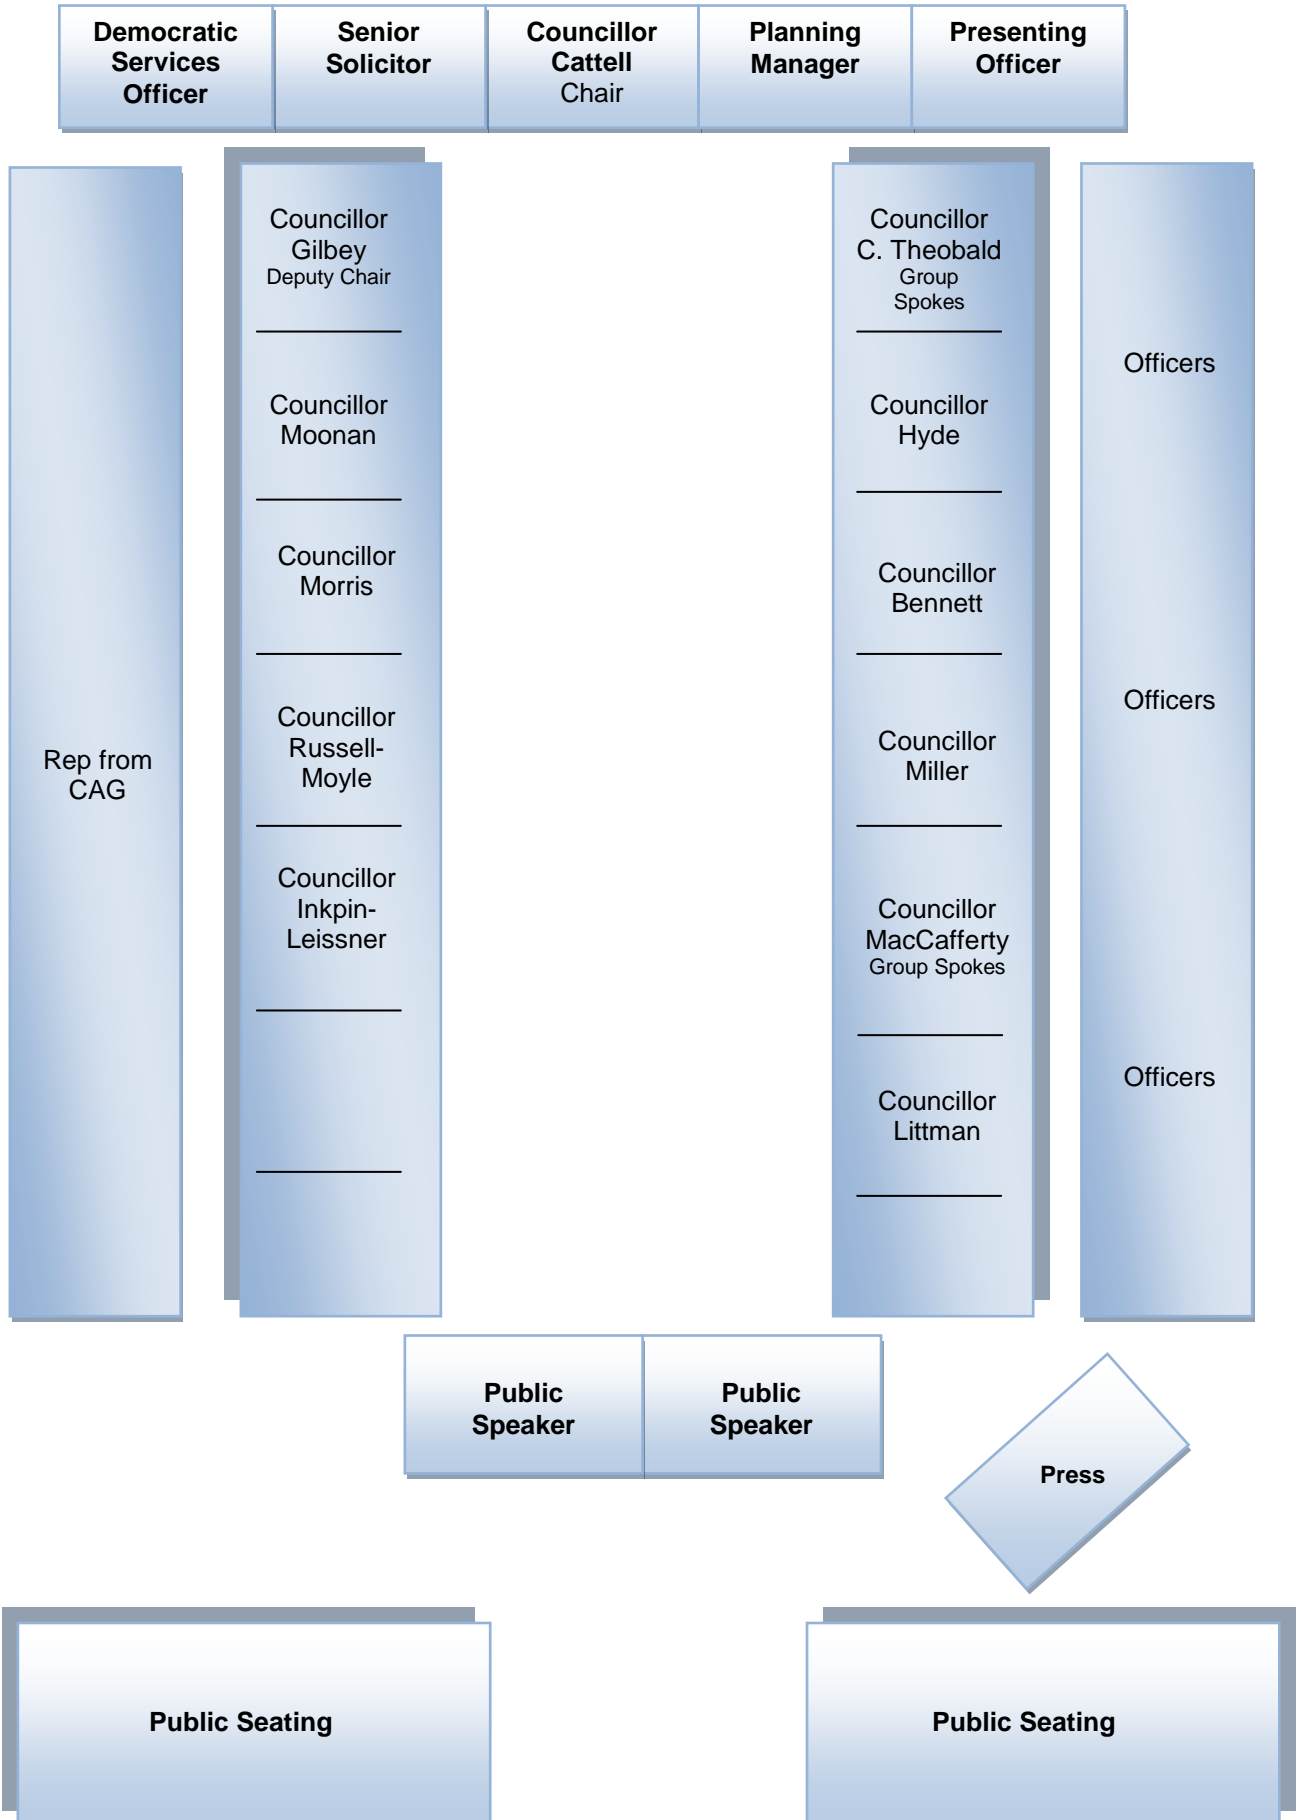 Democratic
Services
Officer
Senior
Solicitor
Councillor
Cattell
Chair
Planning
Manager
Presenting
Officer
Rep from
CAG
Councillor
Gilbey
Deputy Chair
Councillor
Moonan
Councillor
Morris
Councillor
Russell-
Moyle
Councillor
Inkpin-
Leissner
Councillor
C. Theobald
Group
Spokes
Councillor
Hyde
Councillor
Bennett
Councillor
Miller
Councillor
MacCafferty
Group Spokes
Councillor
Littman
Officers
Officers
Officers
Public
Speaker
Public
Speaker
Press
Public Seating
Public Seating